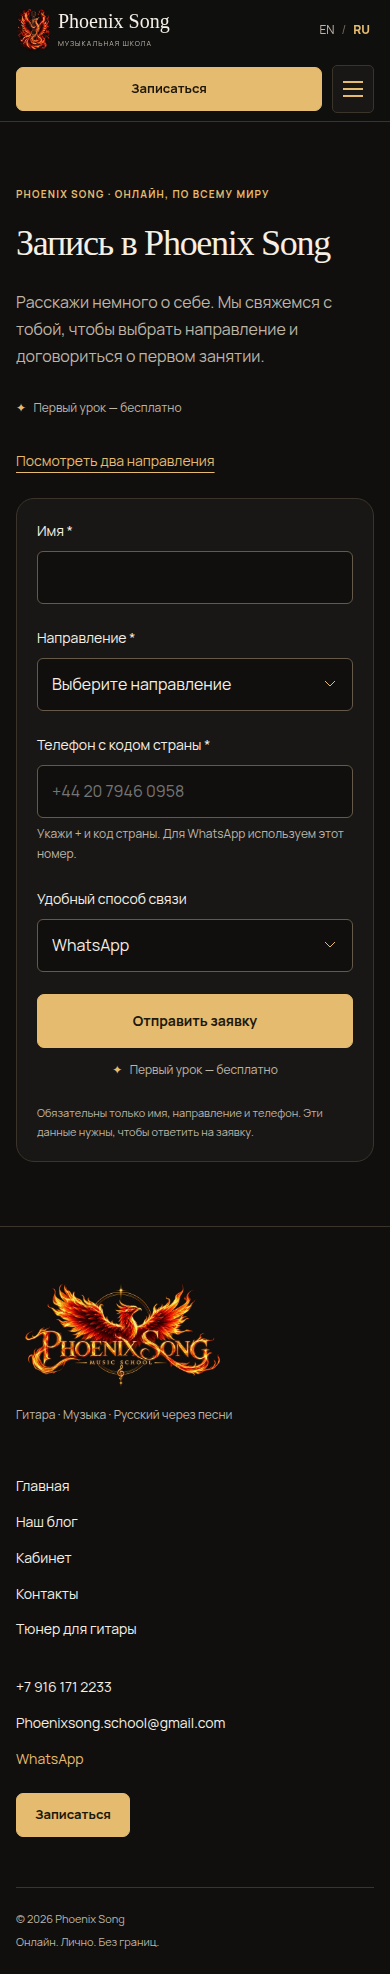 Phoenix Song
МУЗЫКАЛЬНАЯ ШКОЛА
EN / RU
Записаться
PHOENIX SONG · ОНЛАЙН, ПО ВСЕМУ МИРУ
Запись в Phoenix Song
Расскажи немного о себе. Мы свяжемся с
тобой, чтобы выбрать направление и
договориться о первом занятии.
✦ Первый урок — бесплатно
Посмотреть два направления
Имя *
Направление *
Выберите направление
Телефон с кодом страны *
+44 20 7946 0958
Укажи + и код страны. Для WhatsApp используем этот
номер.
Удобный способ связи
WhatsApp
Отправить заявку
✦ Первый урок — бесплатно
Обязательны только имя, направление и телефон. Эти
данные нужны, чтобы ответить на заявку.
PHOENIX SONG
MUSIC SCHOOL
Гитара · Музыка · Русский через песни
Главная
Наш блог
Кабинет
Контакты
Тюнер для гитары
+7 916 171 2233
Phoenixsong.school@gmail.com
WhatsApp
Записаться
© 2026 Phoenix Song
Онлайн. Лично. Без границ.